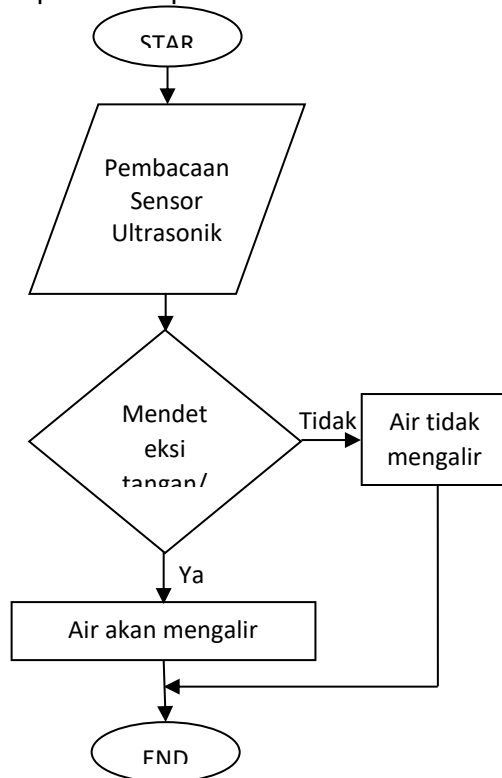 STAR
Pembacaan
Sensor
Ultrasonik
Mendet
eksi
tangan/
Tidak
Air tidak
mengalir
Ya
Air akan mengalir
END